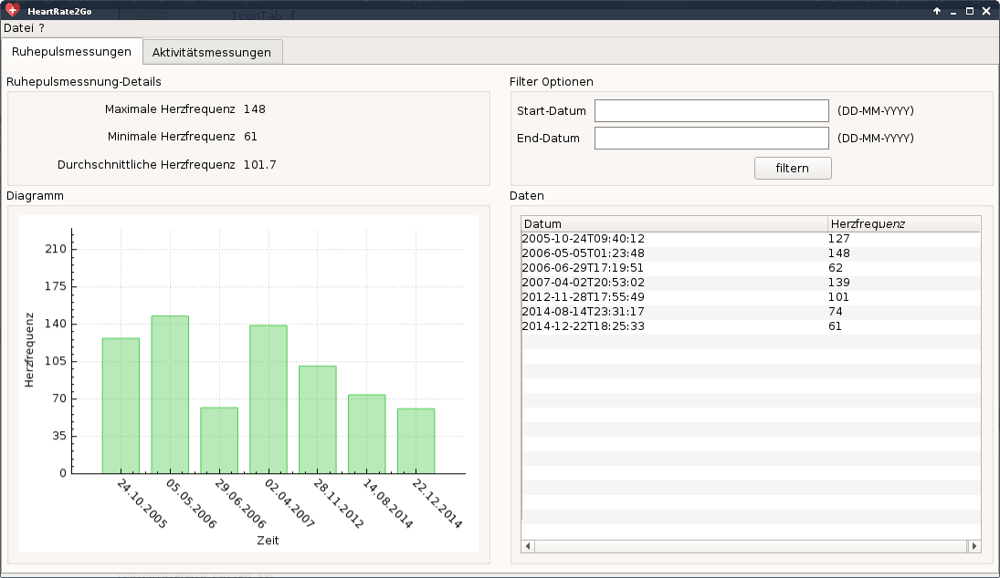 HeartRate2Go
Datei ?
Ruhepulsmessungen Aktivitätsmessungen
Ruhepulsmessnung-Details
Maximale Herzfrequenz 148
Minimale Herzfrequenz 61
Durchschnittliche Herzfrequenz 101.7
Filter Optionen
Start-Datum (DD-MM-YYYY)
End-Datum (DD-MM-YYYY)
filtern
Diagramm
Herzfrequenz
210
175
140
105
70
35
0
24.10.2005 05.05.2006 29.06.2006 02.04.2007 28.11.2012 14.08.2014 22.12.2014
Zeit
Daten
Datum Herzfrequenz
2005-10-24T09:40:12 127
2006-05-05T01:23:48 148
2006-06-29T17:19:51 62
2007-04-02T20:53:02 139
2012-11-28T17:55:49 101
2014-08-14T23:31:17 74
2014-12-22T18:25:33 61